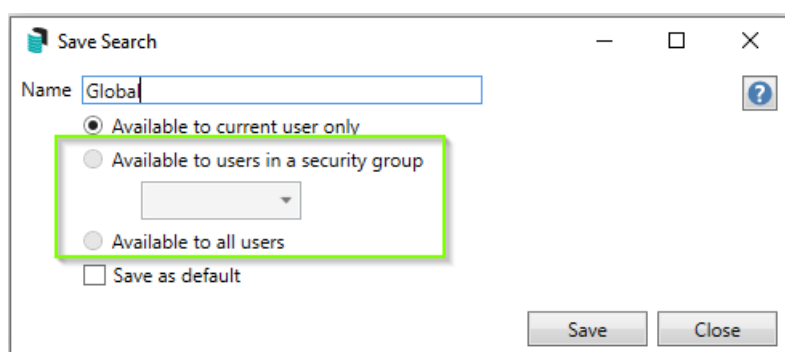 Save Search
Name Global
Available to current user only
Available to users in a security group
Available to all users
Save as default
Save Close